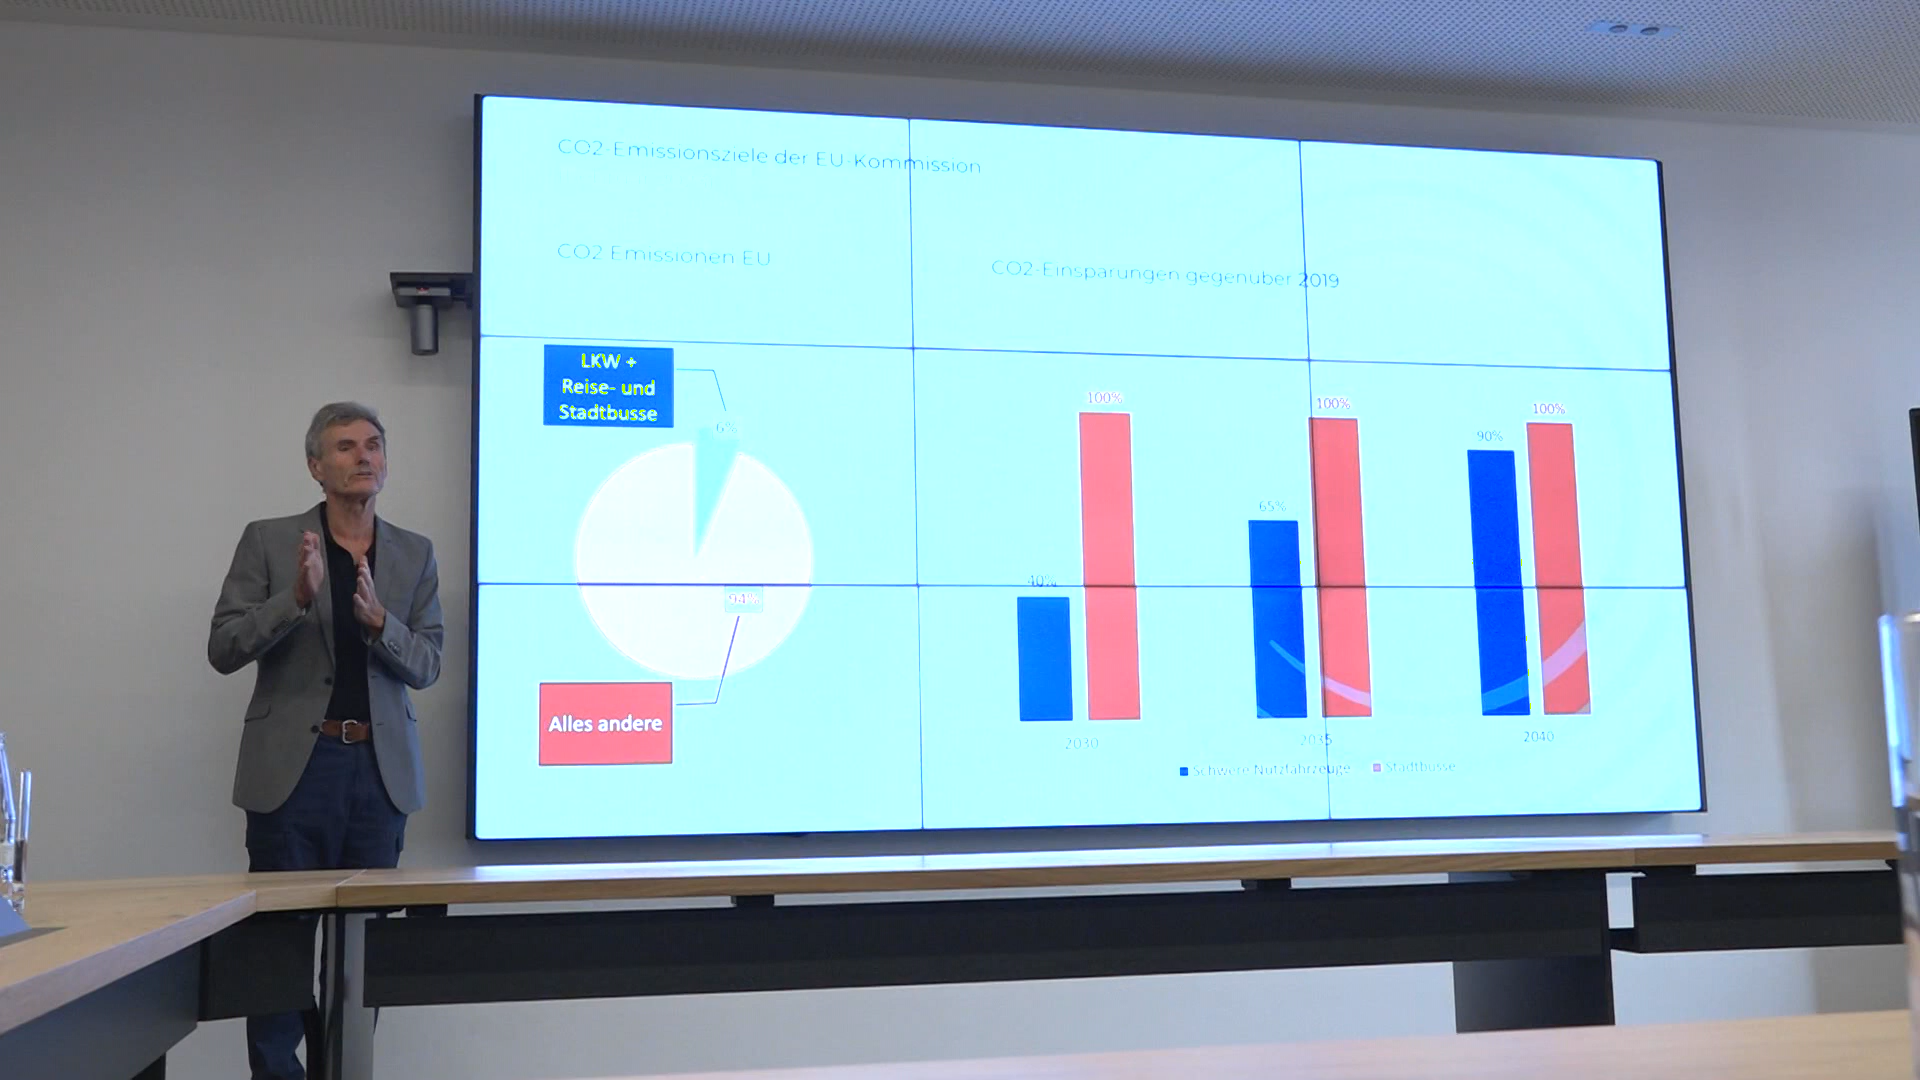 CO2-Emissionsziele der EU-Kommission
CO2 Emissionen EU
CO2-Einsparungen gegenüber 2019
LKW +
Reise- und
Stadtbusse
6%
94%
Alles andere
40%
100%
65%
100%
90%
100%
2030
2035
2040
Schwere Nutzfahrzeuge
Stadtbusse